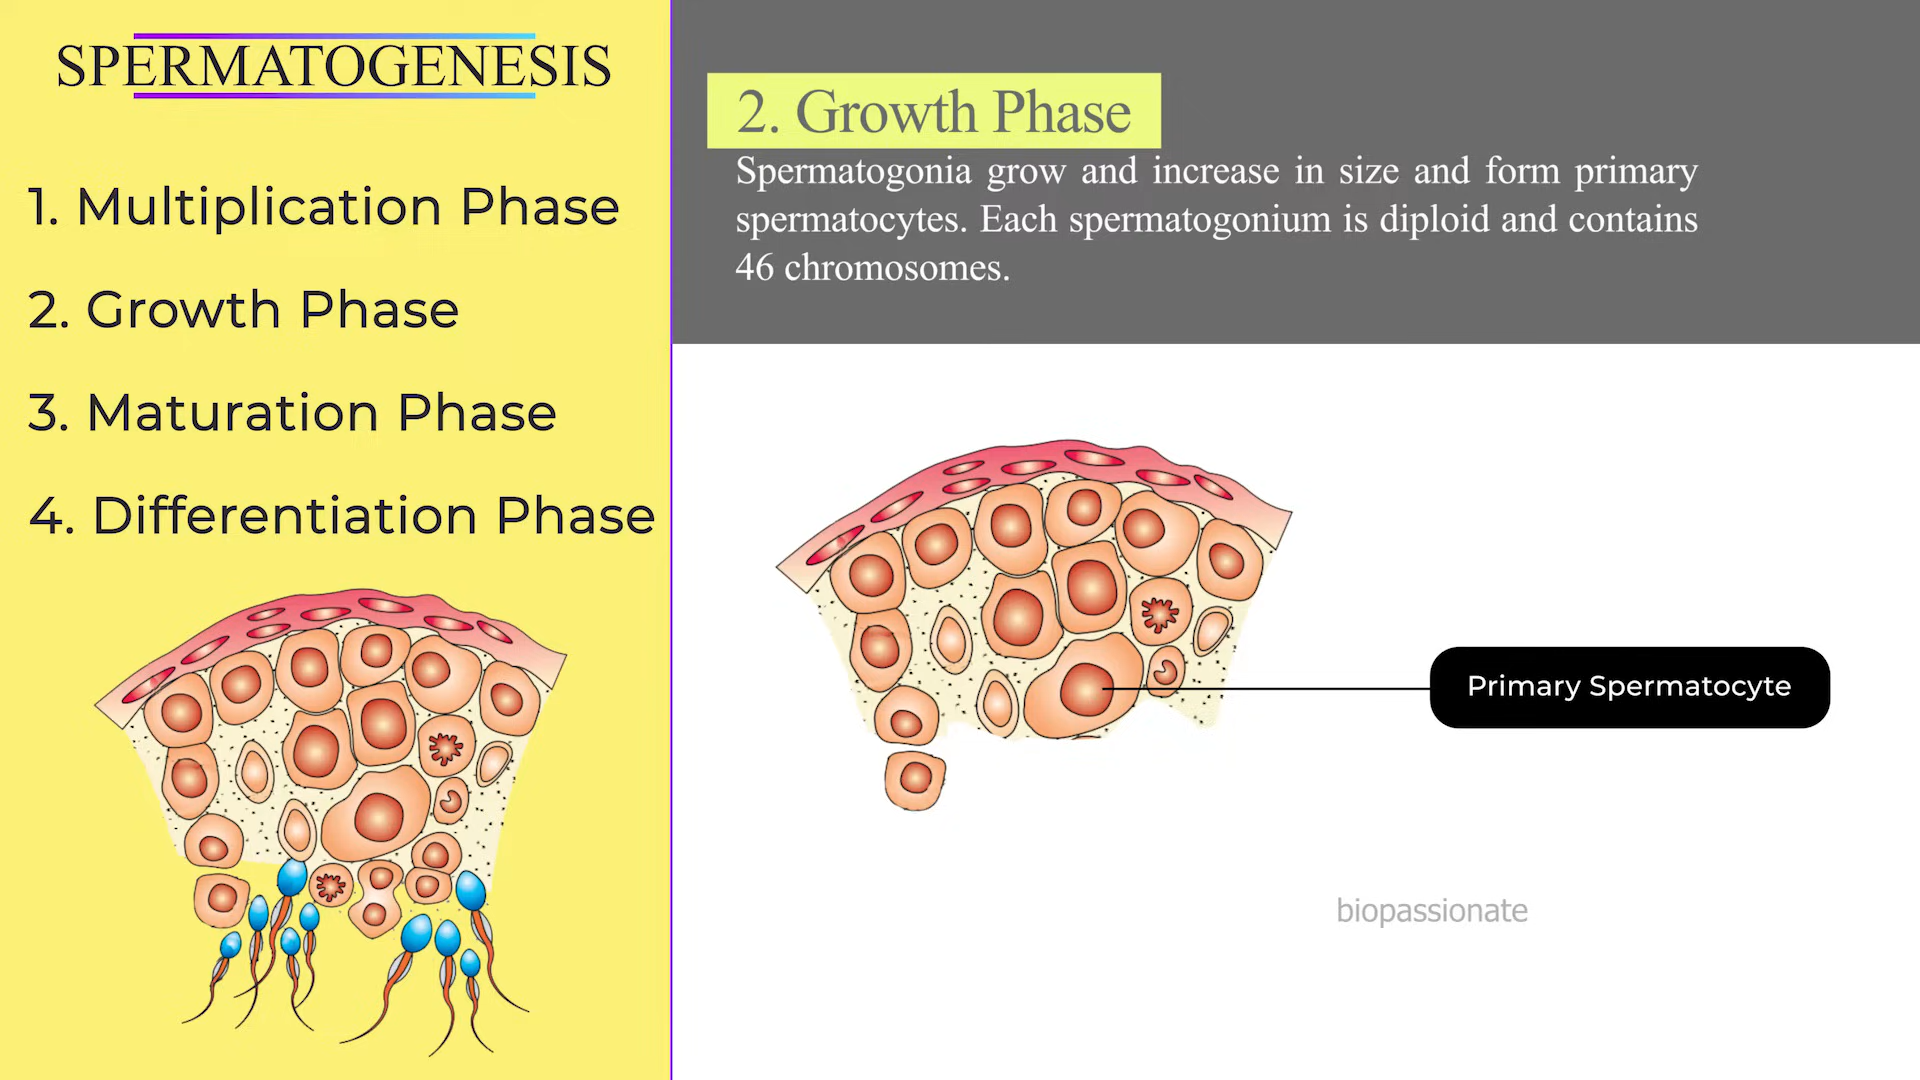 SPERMATOGENESIS
1. Multiplication Phase
2. Growth Phase
3. Maturation Phase
4. Differentiation Phase
2. Growth Phase
Spermatogonia grow and increase in size and form primary
spermatocytes. Each spermatogonium is diploid and contains
46 chromosomes.
Primary Spermatocyte
biopassionate